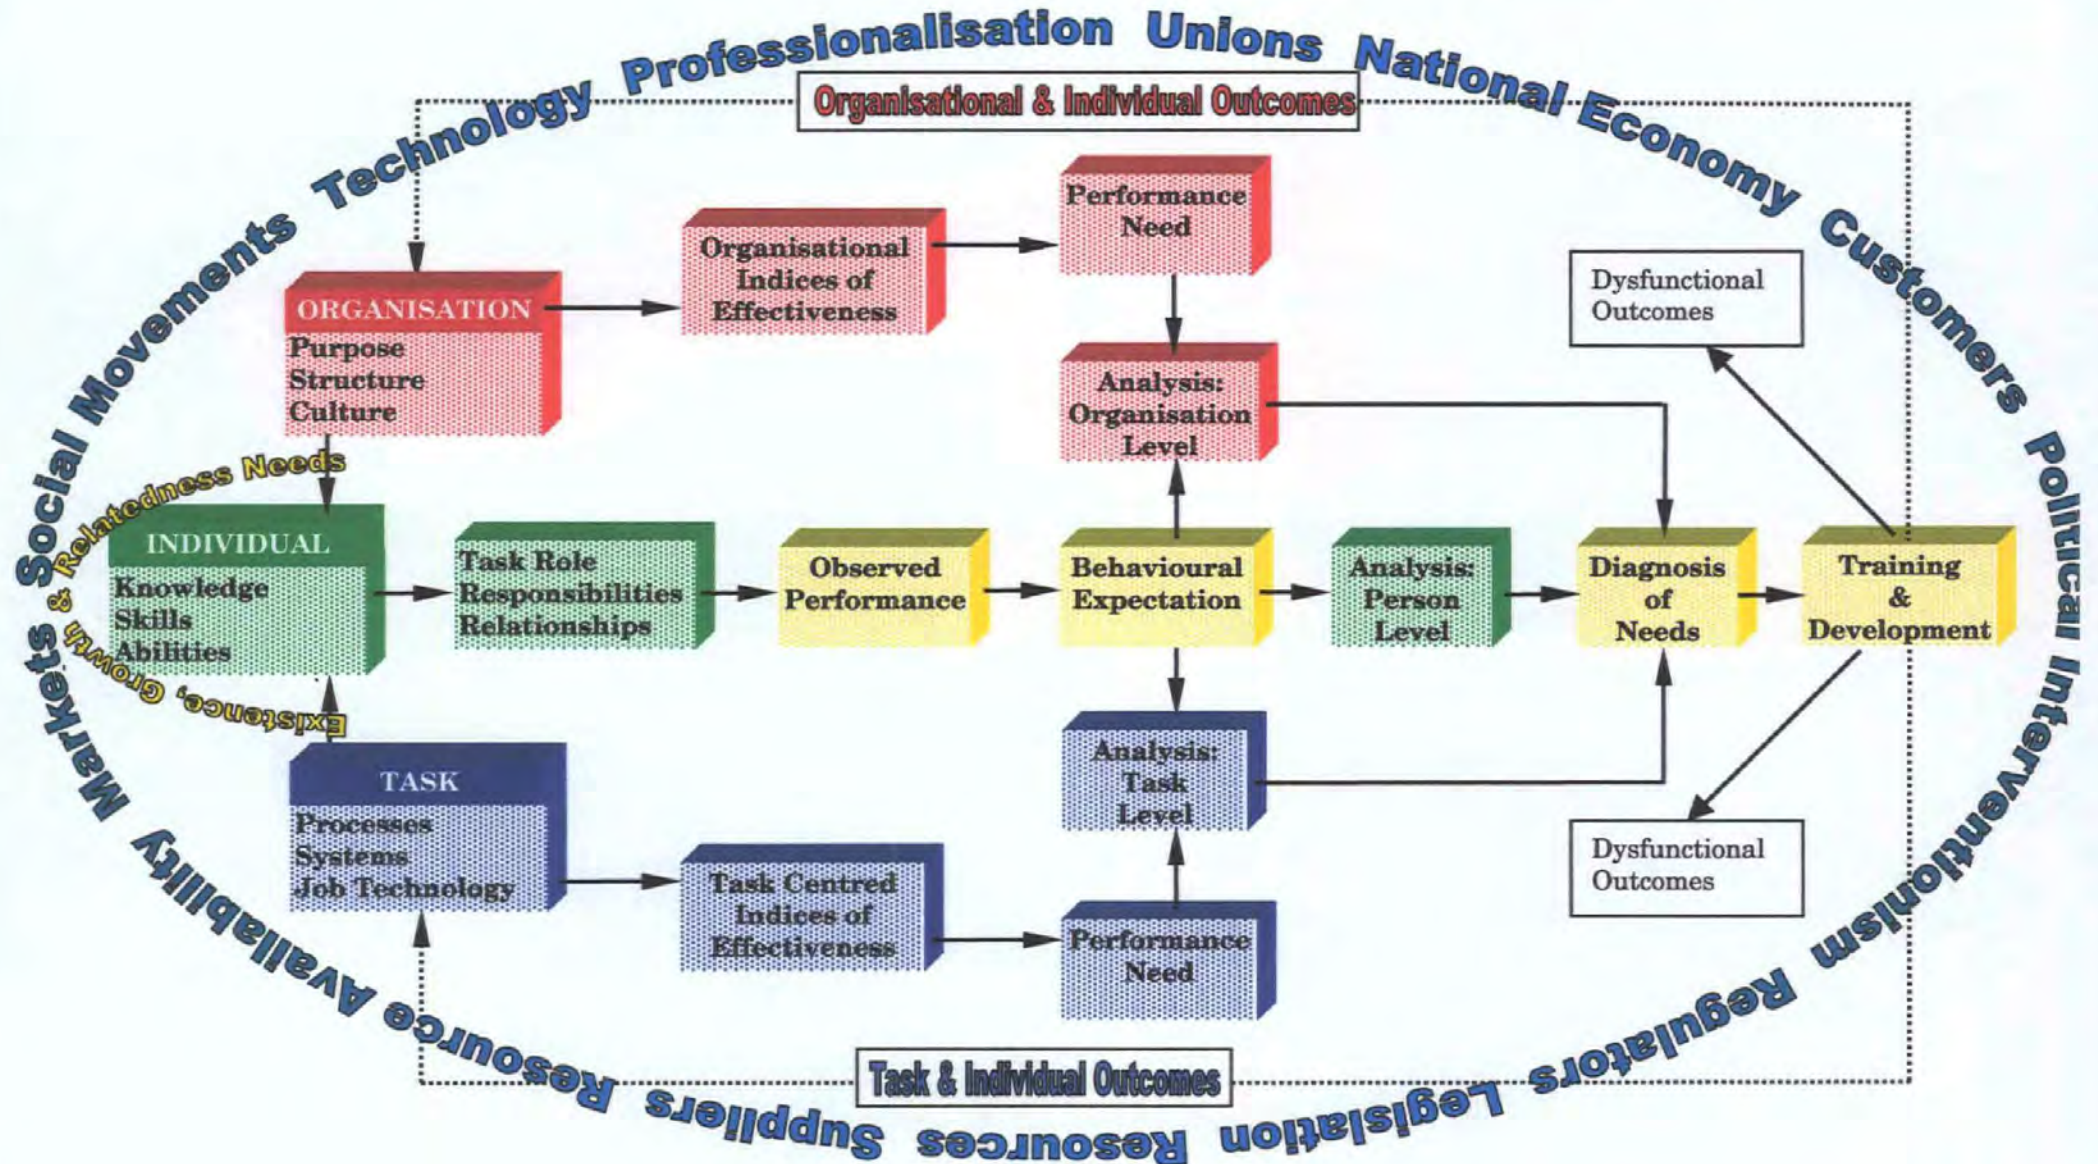 Social Movements Technology Professionalisation Unions National Economy Customers Political Interventionism Regulators Legislation Resources Suppliers Resource Availability Markets
Organisational & Individual Outcomes
Performance
Need
Organisational
Indices of
Effectiveness
ORGANISATION
Purpose
Structure
Culture
Dysfunctional
Outcomes
Analysis:
Organisation
Level
Existence, Growth & Relatedness Needs
INDIVIDUAL
Knowledge
Skills
Abilities
Task Role
Responsibilities
Relationships
Observed
Performance
Behavioural
Expectation
Analysis:
Person
Level
Diagnosis
of
Needs
Training
&
Development
TASK
Processes
Systems
Job Technology
Analysis:
Task
Level
Task Centred
Indices of
Effectiveness
Performance
Need
Dysfunctional
Outcomes
Task & Individual Outcomes